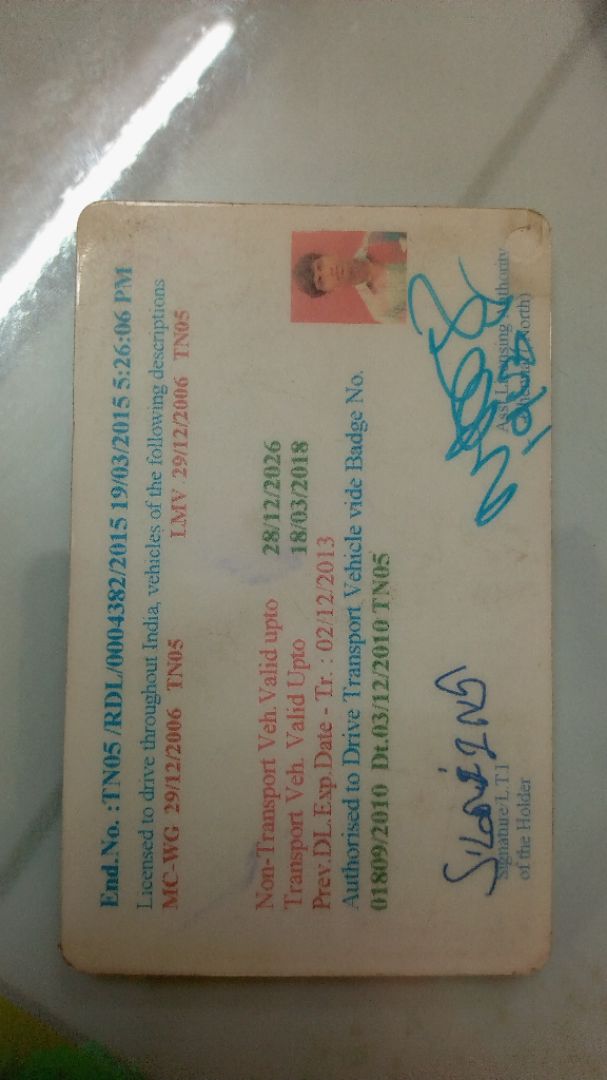 End.No. :TN05 /RDL/0004382/2015 19/03/2015 5:26:06 PM
Licensed to drive throughout India, vehicles of the following descriptions
MC-WG 29/12/2006 TN05 LMV 29/12/2006 TN05
Non-Transport Veh.Valid upto 28/12/2026
Transport Veh. Valid Upto 18/03/2018
Prev.DL.Exp.Date - Tr. : 02/12/2013
Authorised to Drive Transport Vehicle vide Badge No.
01809/2010 Dt.03/12/2010 TN05
Signature/L.T.I
of the Holder
Asst Licensing Authority
(North)